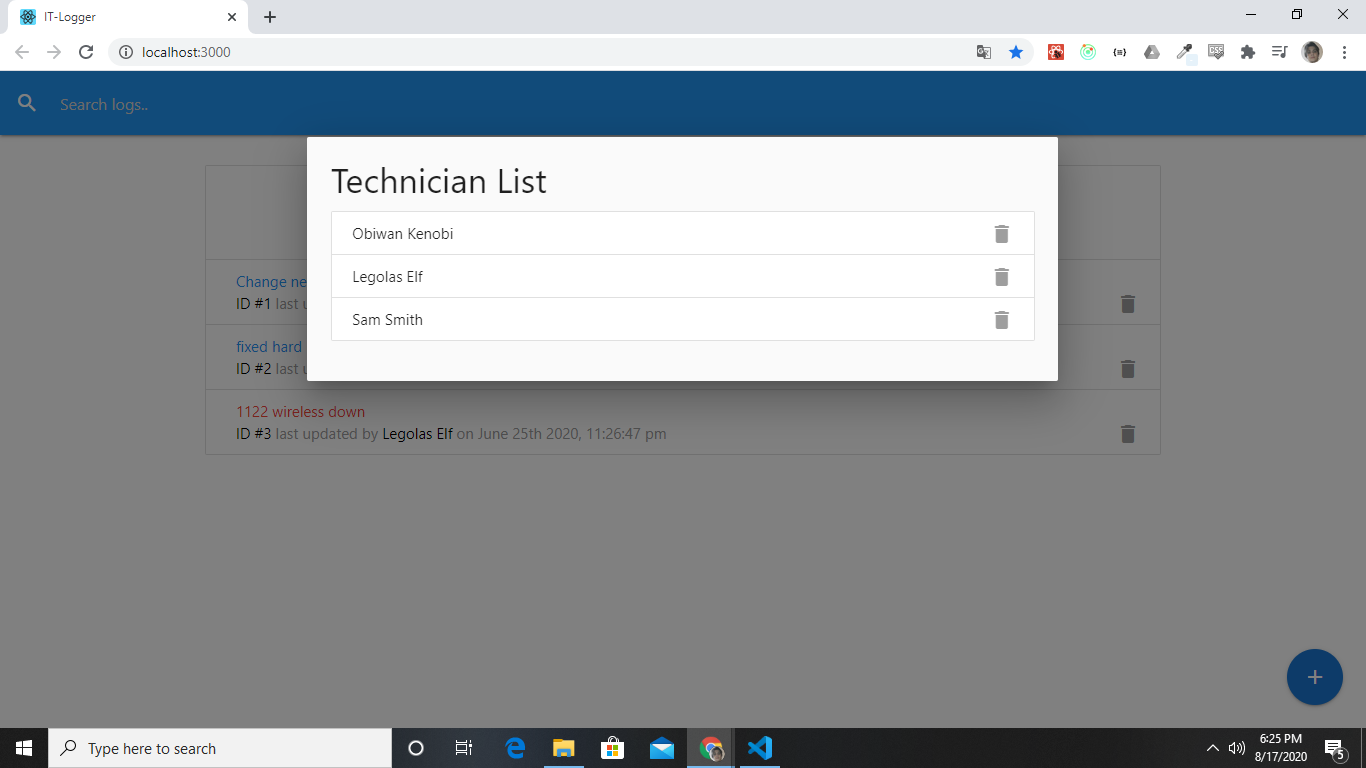 IT-Logger
localhost:3000
Search logs..
Technician List
Obiwan Kenobi
Legolas Elf
Sam Smith
Change ne
ID #1 last u
fixed hard
ID #2 last u
1122 wireless down
ID #3 last updated by Legolas Elf on June 25th 2020, 11:26:47 pm
Type here to search
6:25 PM
8/17/2020
5